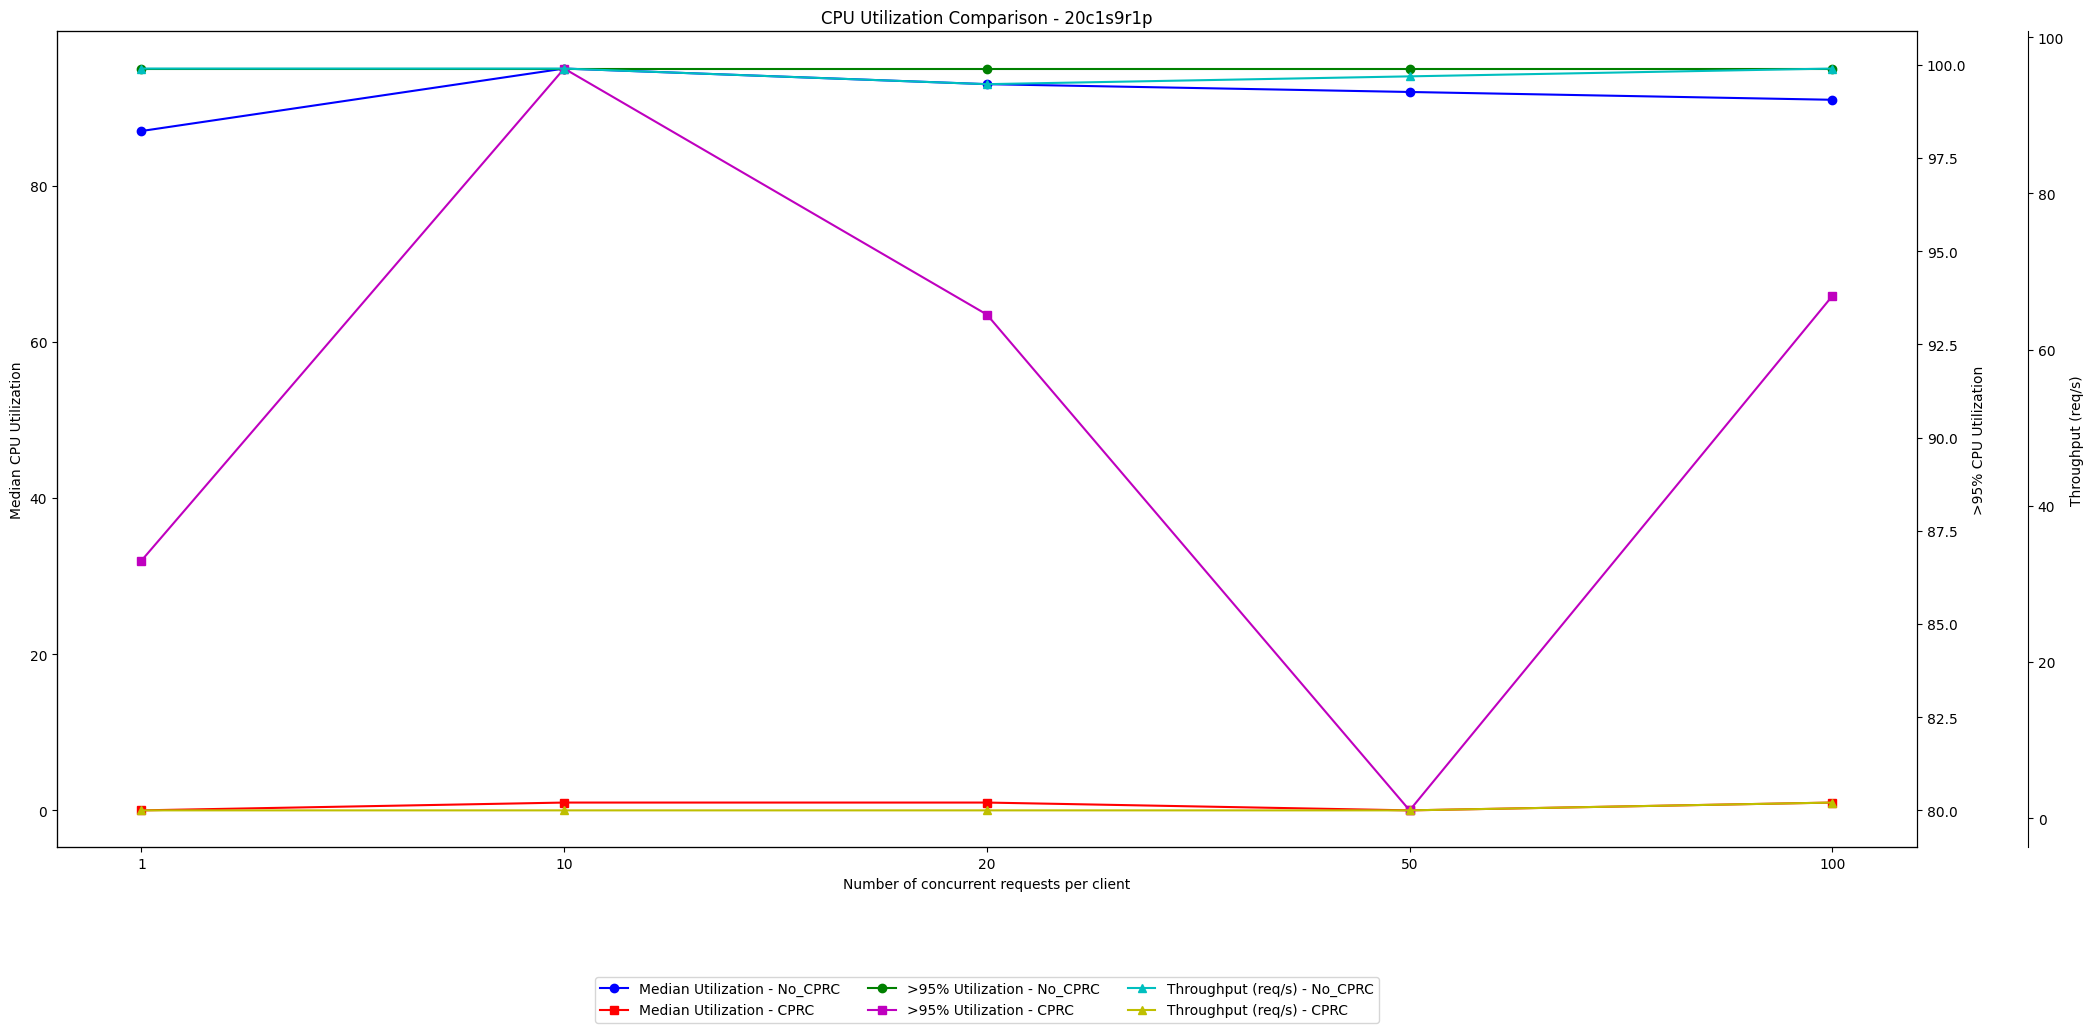 CPU Utilization Comparison - 20c1s9r1p
Median CPU Utilization
80
60
40
20
0
100.0
97.5
95.0
92.5
90.0
87.5
85.0
82.5
80.0
>95% CPU Utilization
100
80
60
40
20
0
Throughput (req/s)
1 10 20 50 100
Number of concurrent requests per client
Median Utilization - No_CPRC >95% Utilization - No_CPRC Throughput (req/s) - No_CPRC
Median Utilization - CPRC >95% Utilization - CPRC Throughput (req/s) - CPRC